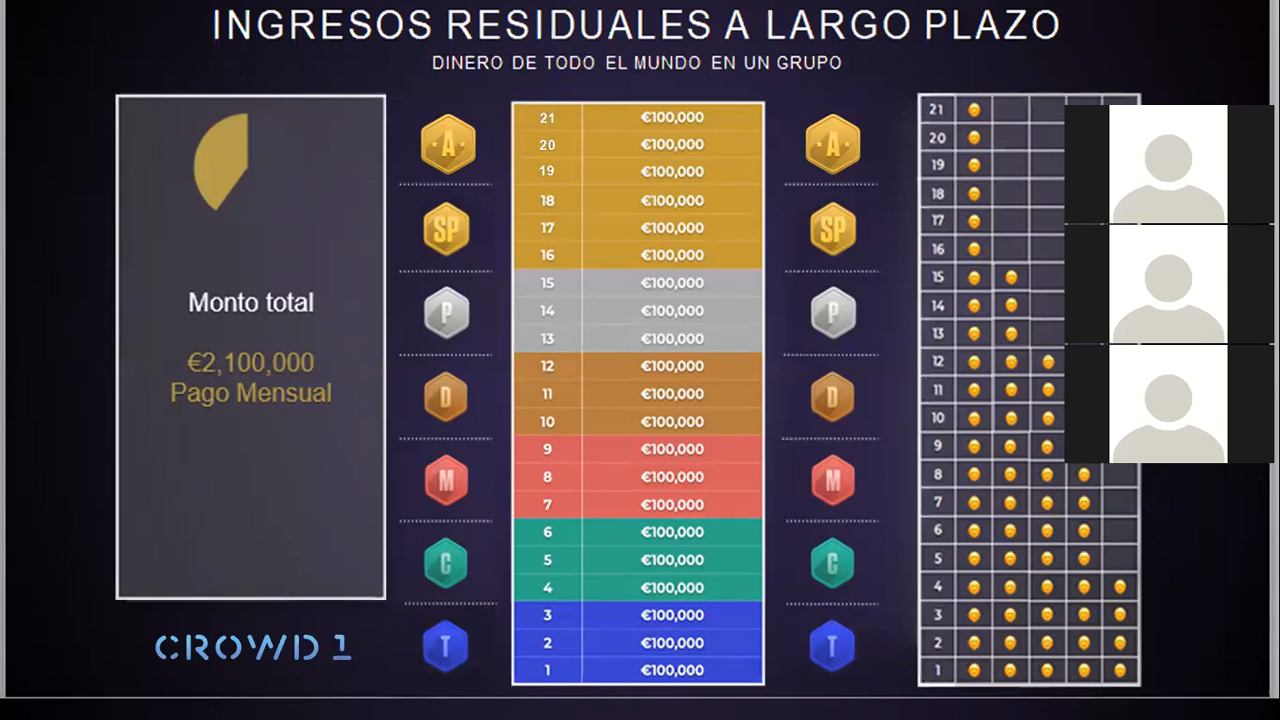 INGRESOS RESIDUALES A LARGO PLAZO
DINERO DE TODO EL MUNDO EN UN GRUPO
Monto total
€2,100,000
Pago Mensual
CROWD 1
A
SP
P
D
M
C
T
21 €100,000
20 €100,000
19 €100,000
18 €100,000
17 €100,000
16 €100,000
15 €100,000
14 €100,000
13 €100,000
12 €100,000
11 €100,000
10 €100,000
9 €100,000
8 €100,000
7 €100,000
6 €100,000
5 €100,000
4 €100,000
3 €100,000
2 €100,000
1 €100,000
A
SP
P
D
M
C
T
21
20
19
18
17
16
15
14
13
12
11
10
9
8
7
6
5
4
3
2
1